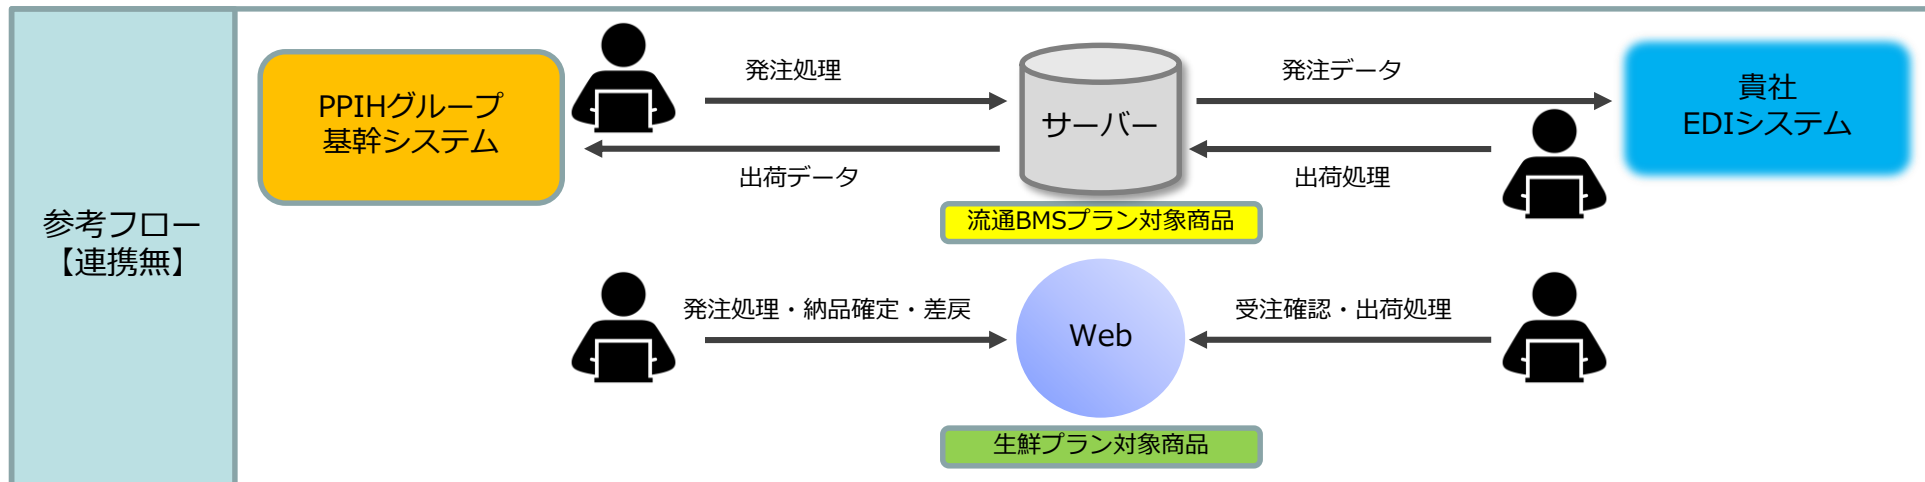 参考フロー
【連携無】
PPIHグループ
基幹システム
発注処理
出荷データ
サーバー
発注データ
出荷処理
貴社
EDIシステム
流通BMSプラン対象商品
発注処理・納品確定・差戻
Web
受注確認・出荷処理
生鮮プラン対象商品